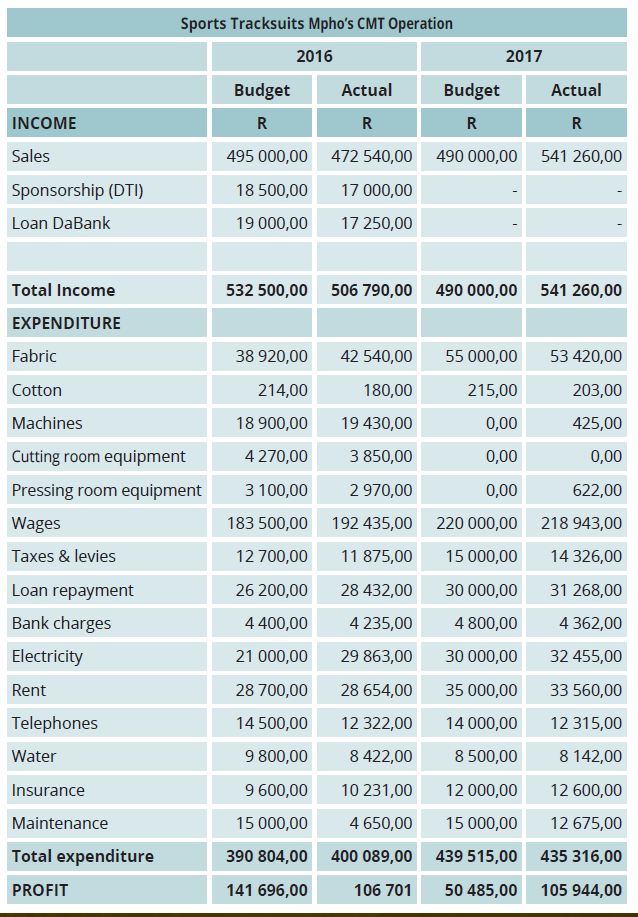 Sports Tracksuits Mpho's CMT Operation
2016 2017
Budget Actual Budget Actual
INCOME R R R R
Sales 495 000,00 472 540,00 490 000,00 541 260,00
Sponsorship (DTI) 18 500,00 17 000,00 - -
Loan DaBank 19 000,00 17 250,00 - -
Total Income 532 500,00 506 790,00 490 000,00 541 260,00
EXPENDITURE
Fabric 38 920,00 42 540,00 55 000,00 53 420,00
Cotton 214,00 180,00 215,00 203,00
Machines 18 900,00 19 430,00 0,00 425,00
Cutting room equipment 4 270,00 3 850,00 0,00 0,00
Pressing room equipment 3 100,00 2 970,00 0,00 622,00
Wages 183 500,00 192 435,00 220 000,00 218 943,00
Taxes & levies 12 700,00 11 875,00 15 000,00 14 326,00
Loan repayment 26 200,00 28 432,00 30 000,00 31 268,00
Bank charges 4 400,00 4 235,00 4 800,00 4 362,00
Electricity 21 000,00 29 863,00 30 000,00 32 455,00
Rent 28 700,00 28 654,00 35 000,00 33 560,00
Telephones 14 500,00 12 322,00 14 000,00 12 315,00
Water 9 800,00 8 422,00 8 500,00 8 142,00
Insurance 9 600,00 10 231,00 12 000,00 12 600,00
Maintenance 15 000,00 4 650,00 15 000,00 12 675,00
Total expenditure 390 804,00 400 089,00 439 515,00 435 316,00
PROFIT 141 696,00 106 701 50 485,00 105 944,00